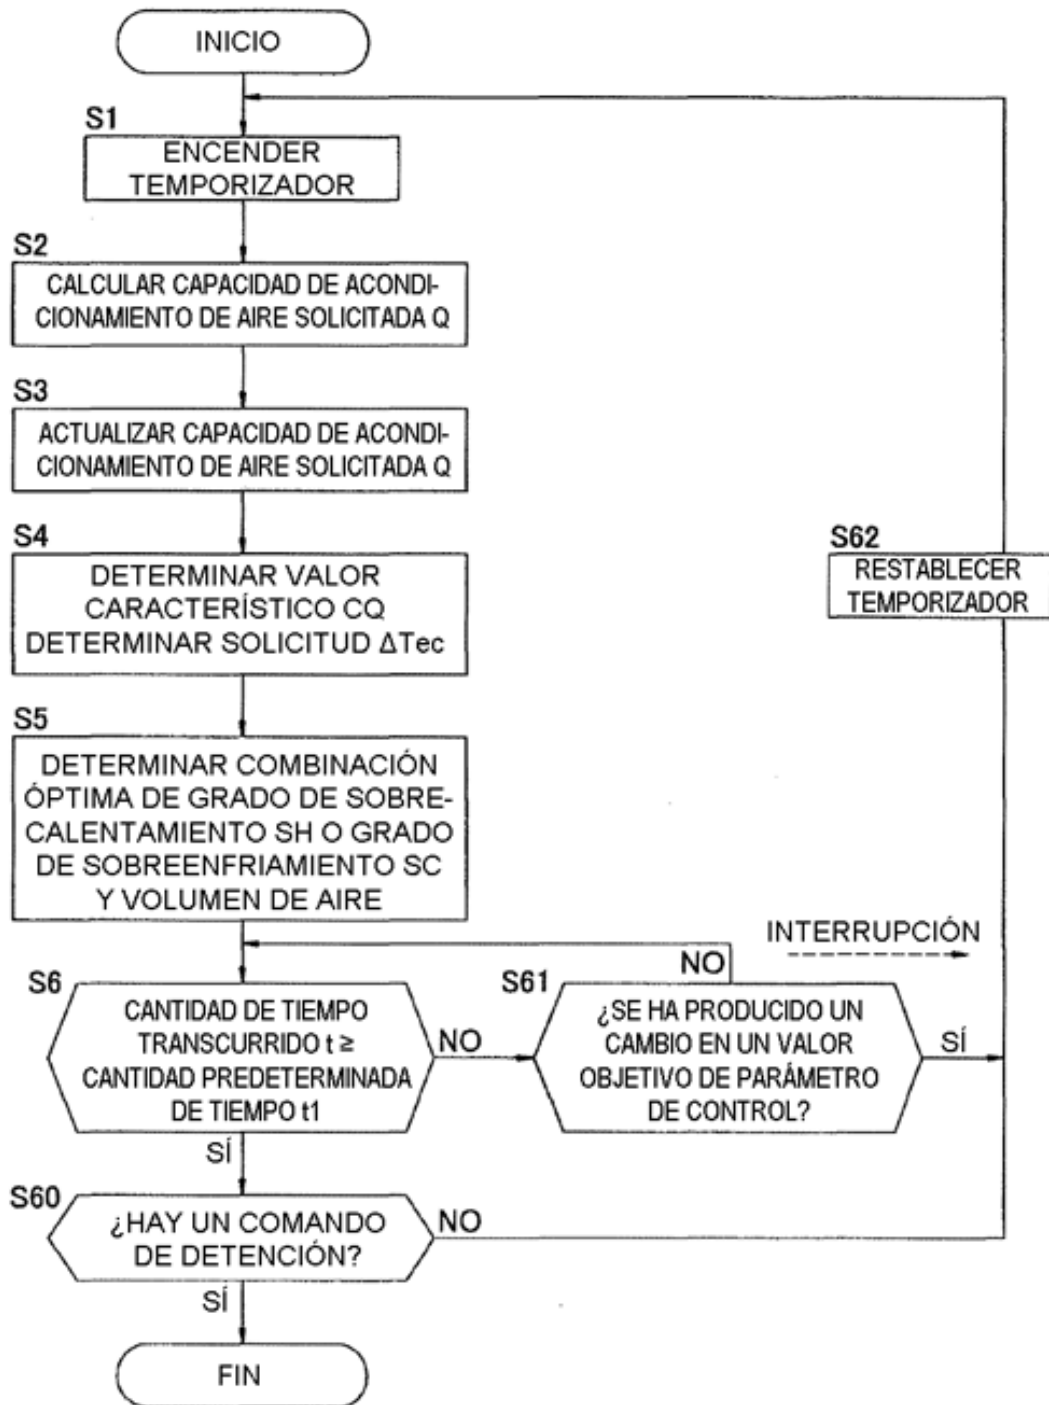 INICIO
S1
ENCENDER
TEMPORIZADOR
S2
CALCULAR CAPACIDAD DE ACONDI-
CIONAMIENTO DE AIRE SOLICITADA Q
S3
ACTUALIZAR CAPACIDAD DE ACONDI-
CIONAMIENTO DE AIRE SOLICITADA Q
S4
DETERMINAR VALOR
CARACTERÍSTICO CQ
DETERMINAR SOLICITUD ΔTec
S62
RESTABLECER
TEMPORIZADOR
S5
DETERMINAR COMBINACIÓN
ÓPTIMA DE GRADO DE SOBRE-
CALENTAMIENTO SH O GRADO
DE SOBREENFRIAMIENTO SC
Y VOLUMEN DE AIRE
INTERRUPCIÓN
S6
CANTIDAD DE TIEMPO
TRANSCURRIDO t ≥
CANTIDAD PREDETERMINADA
DE TIEMPO t1
NO
SÍ
S61
NO
¿SE HA PRODUCIDO UN
CAMBIO EN UN VALOR
OBJETIVO DE PARÁMETRO
DE CONTROL?
SÍ
S60
¿HAY UN COMANDO
DE DETENCIÓN?
NO
SÍ
FIN